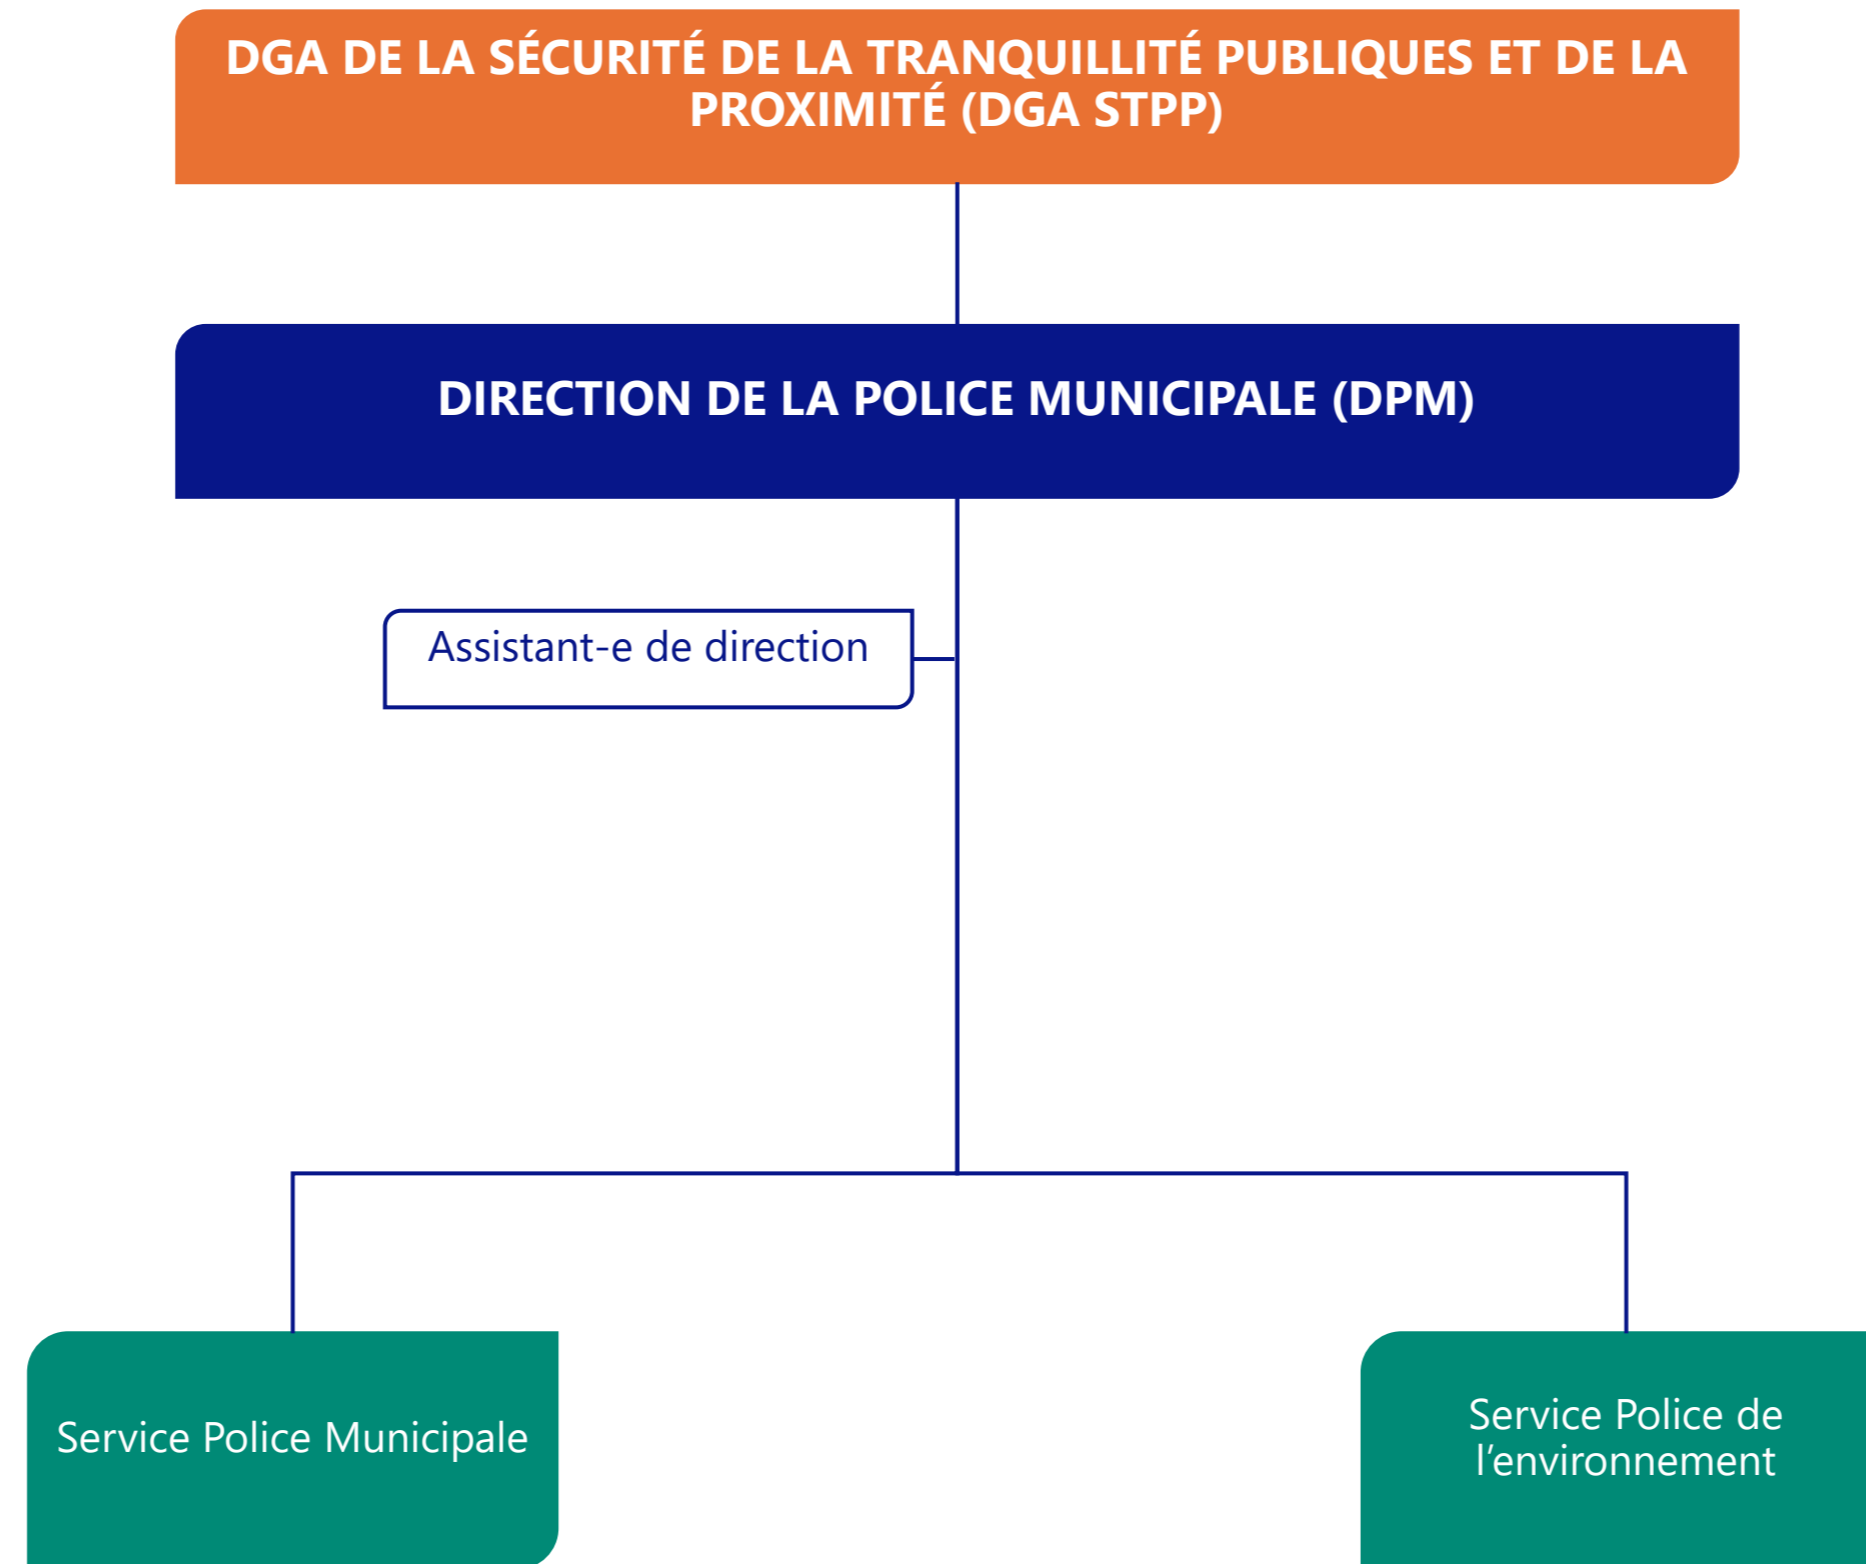 DGA DE LA SÉCURITÉ DE LA TRANQUILLITÉ PUBLIQUES ET DE LA
PROXIMITÉ (DGA STPP)
DIRECTION DE LA POLICE MUNICIPALE (DPM)
Assistant-e de direction
Service Police Municipale
Service Police de
l’environnement